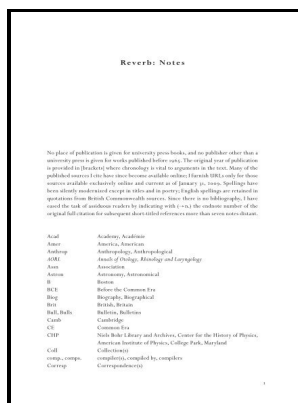 Reverb: Notes
No place of publication is given for university press books, and no publisher other than a
university press is given for works published before 1965. The original year of publication
is provided in [brackets] where chronology is vital to arguments in the text. Many of the
published sources I cite have since become available online; I furnish URLs only for those
sources available exclusively online and current as of January 31, 2009. Spellings have
been silently modernized except in titles and in poetry; English spellings are retained in
quotations from British Commonwealth sources. Since there is no bibliography, I have
eased the task of assiduous readers by indicating with (→n.) the endnote number of the
original full citation for subsequent short-titled references more than seven notes distant.
Acad Academy, Académie
Amer America, American
Anthrop Anthropology, Anthropological
AORL Annals of Otology, Rhinology and Laryngology
Assn Association
Astron Astronomy, Astronomical
B Boston
BCE Before the Common Era
Biog Biography, Biographical
Brit British, Britain
Bull, Bulls Bulletin, Bulletins
Camb Cambridge
CE Common Era
CHP Niels Bohr Library and Archives, Center for the History of Physics,
American Institute of Physics, College Park, Maryland
Coll Collection(s)
comp., comps. compiler(s), compiled by, compilers
Corresp Correspondence(s)
1